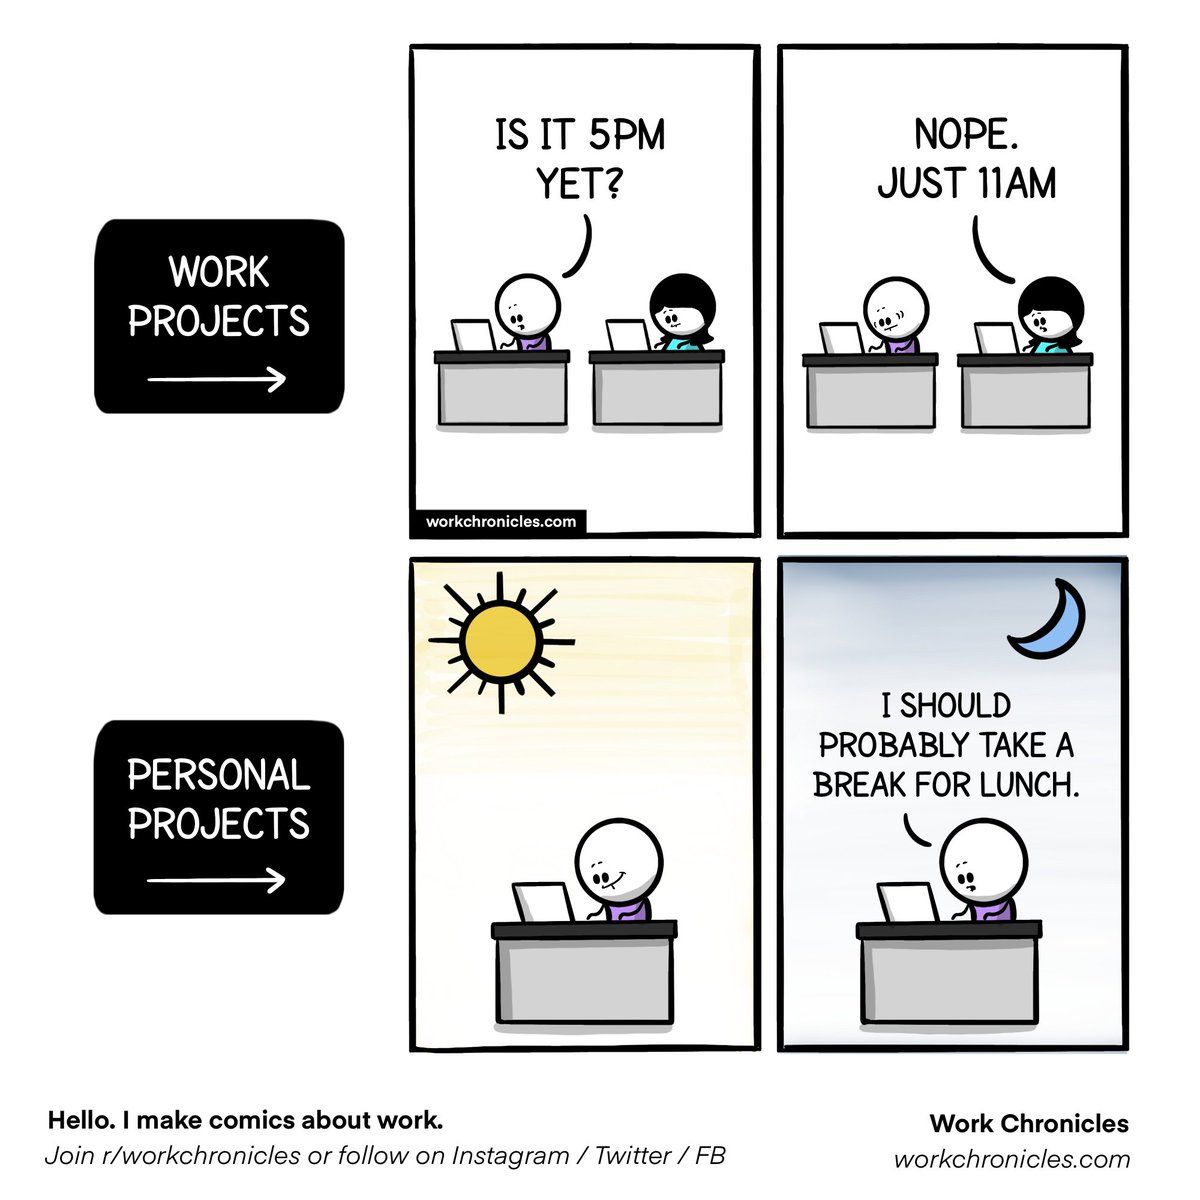 WORK
PROJECTS
IS IT 5PM
YET?
NOPE.
JUST 11AM
workchronicles.com
PERSONAL
PROJECTS
I SHOULD
PROBABLY TAKE A
BREAK FOR LUNCH.
Hello. I make comics about work.
Join r/workchronicles or follow on Instagram / Twitter / FB
Work Chronicles
workchronicles.com